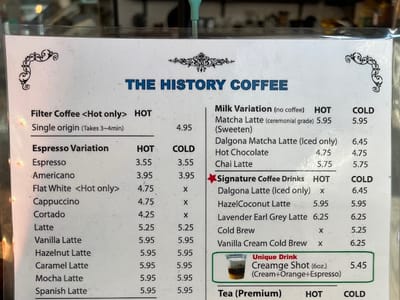 THE HISTORY COFFEE
Filter Coffee <Hot only> HOT
Single origin (Takes 3~4min) 4.95
Espresso Variation HOT COLD
Espresso 3.55 3.55
Americano 3.95 3.95
Flat White <Hot only> 4.75 x
Cappuccino 4.75 x
Cortado 4.25 x
Latte 5.25 5.25
Vanilla Latte 5.95 5.95
Hazelnut Latte 5.95 5.95
Caramel Latte 5.95 5.95
Mocha Latte 5.95 5.95
Spanish Latte 5.95 5.95
Milk Variation (no coffee) HOT COLD
Matcha Latte (ceremonial grade) 5.95 5.95
(Sweeten)
Dalgona Matcha Latte (Iced only) 6.45
Hot Chocolate 4.75 4.75
Chai Latte 5.75 5.75
Signature Coffee Drinks HOT COLD
Dalgona Latte (Iced only) x 6.45
HazelCoconut Latte 5.95 5.95
Lavender Earl Grey Latte 6.25 6.25
Cold Brew x 5.25
Vanilla Cream Cold Brew x 6.25
Unique Drink
Creamge Shot (6oz.) 5.45
(Cream+Orange+Espresso)
Tea (Premium) HOT COLD